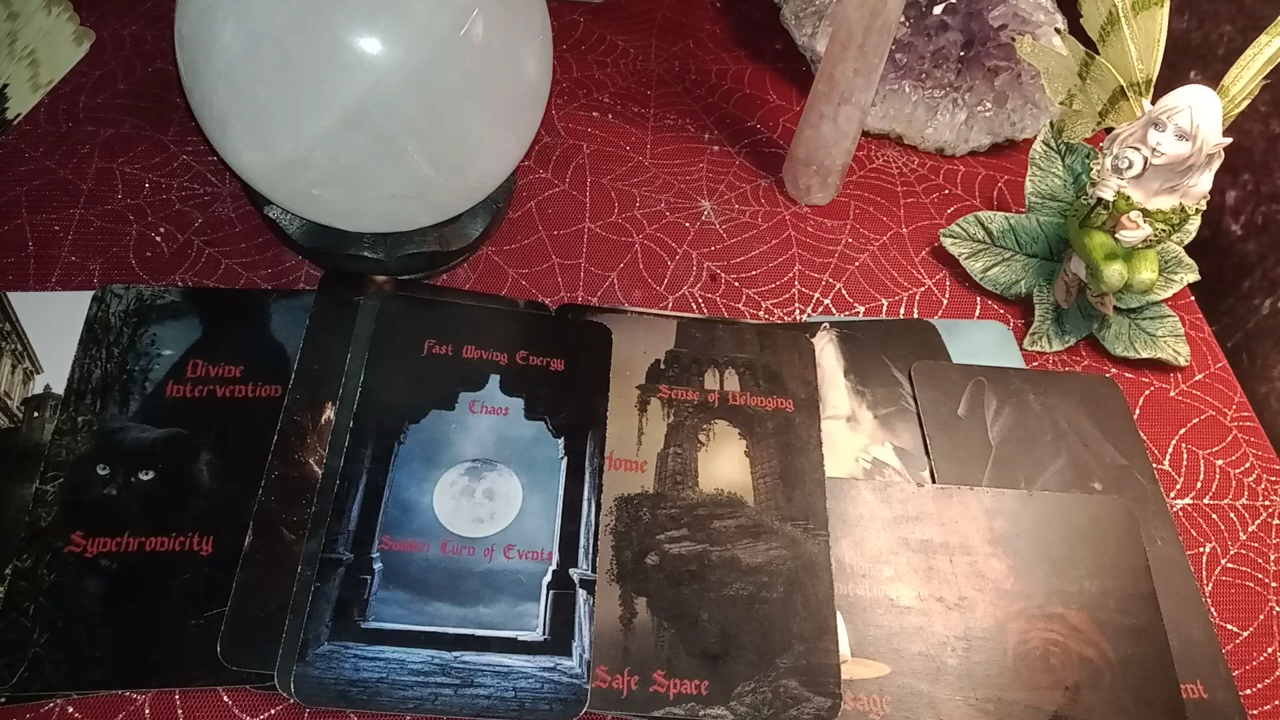 Divine
Intervention
Synchronicity
Fast Moving Energy
Chaos
Sudden Turn of Events
Sense of Belonging
Home
Safe Space